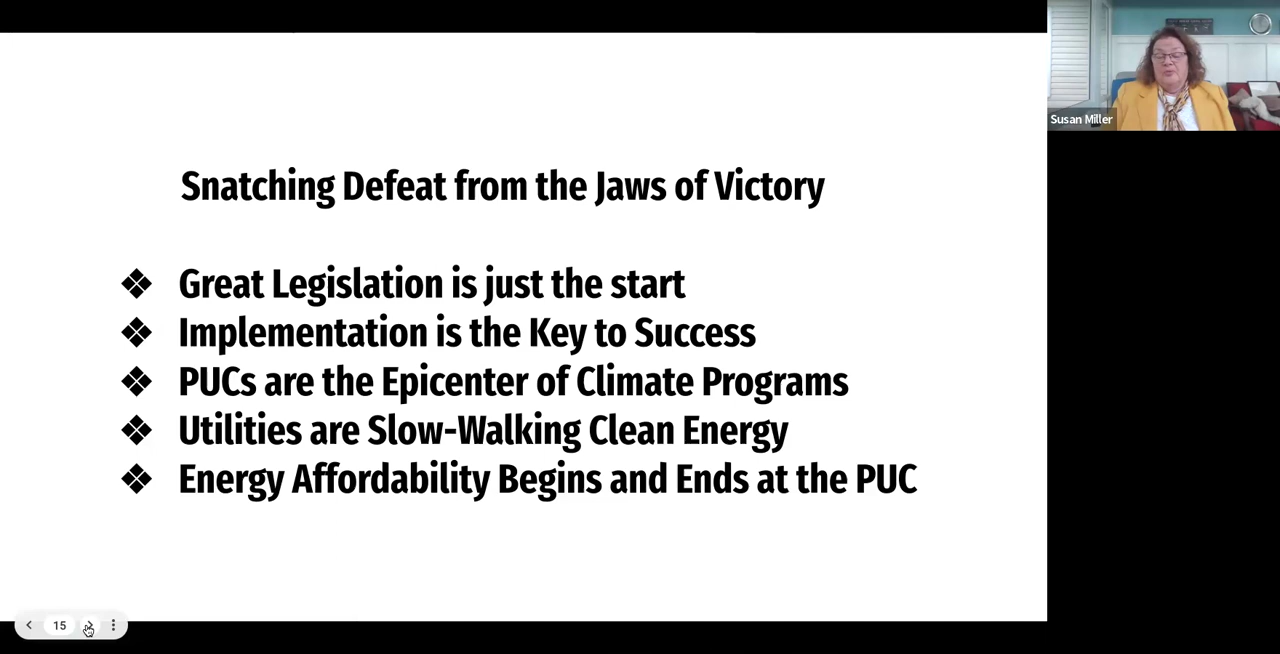 Snatching Defeat from the Jaws of Victory
❖ Great Legislation is just the start
❖ Implementation is the Key to Success
❖ PUCs are the Epicenter of Climate Programs
❖ Utilities are Slow-Walking Clean Energy
❖ Energy Affordability Begins and Ends at the PUC
Susan Miller
15